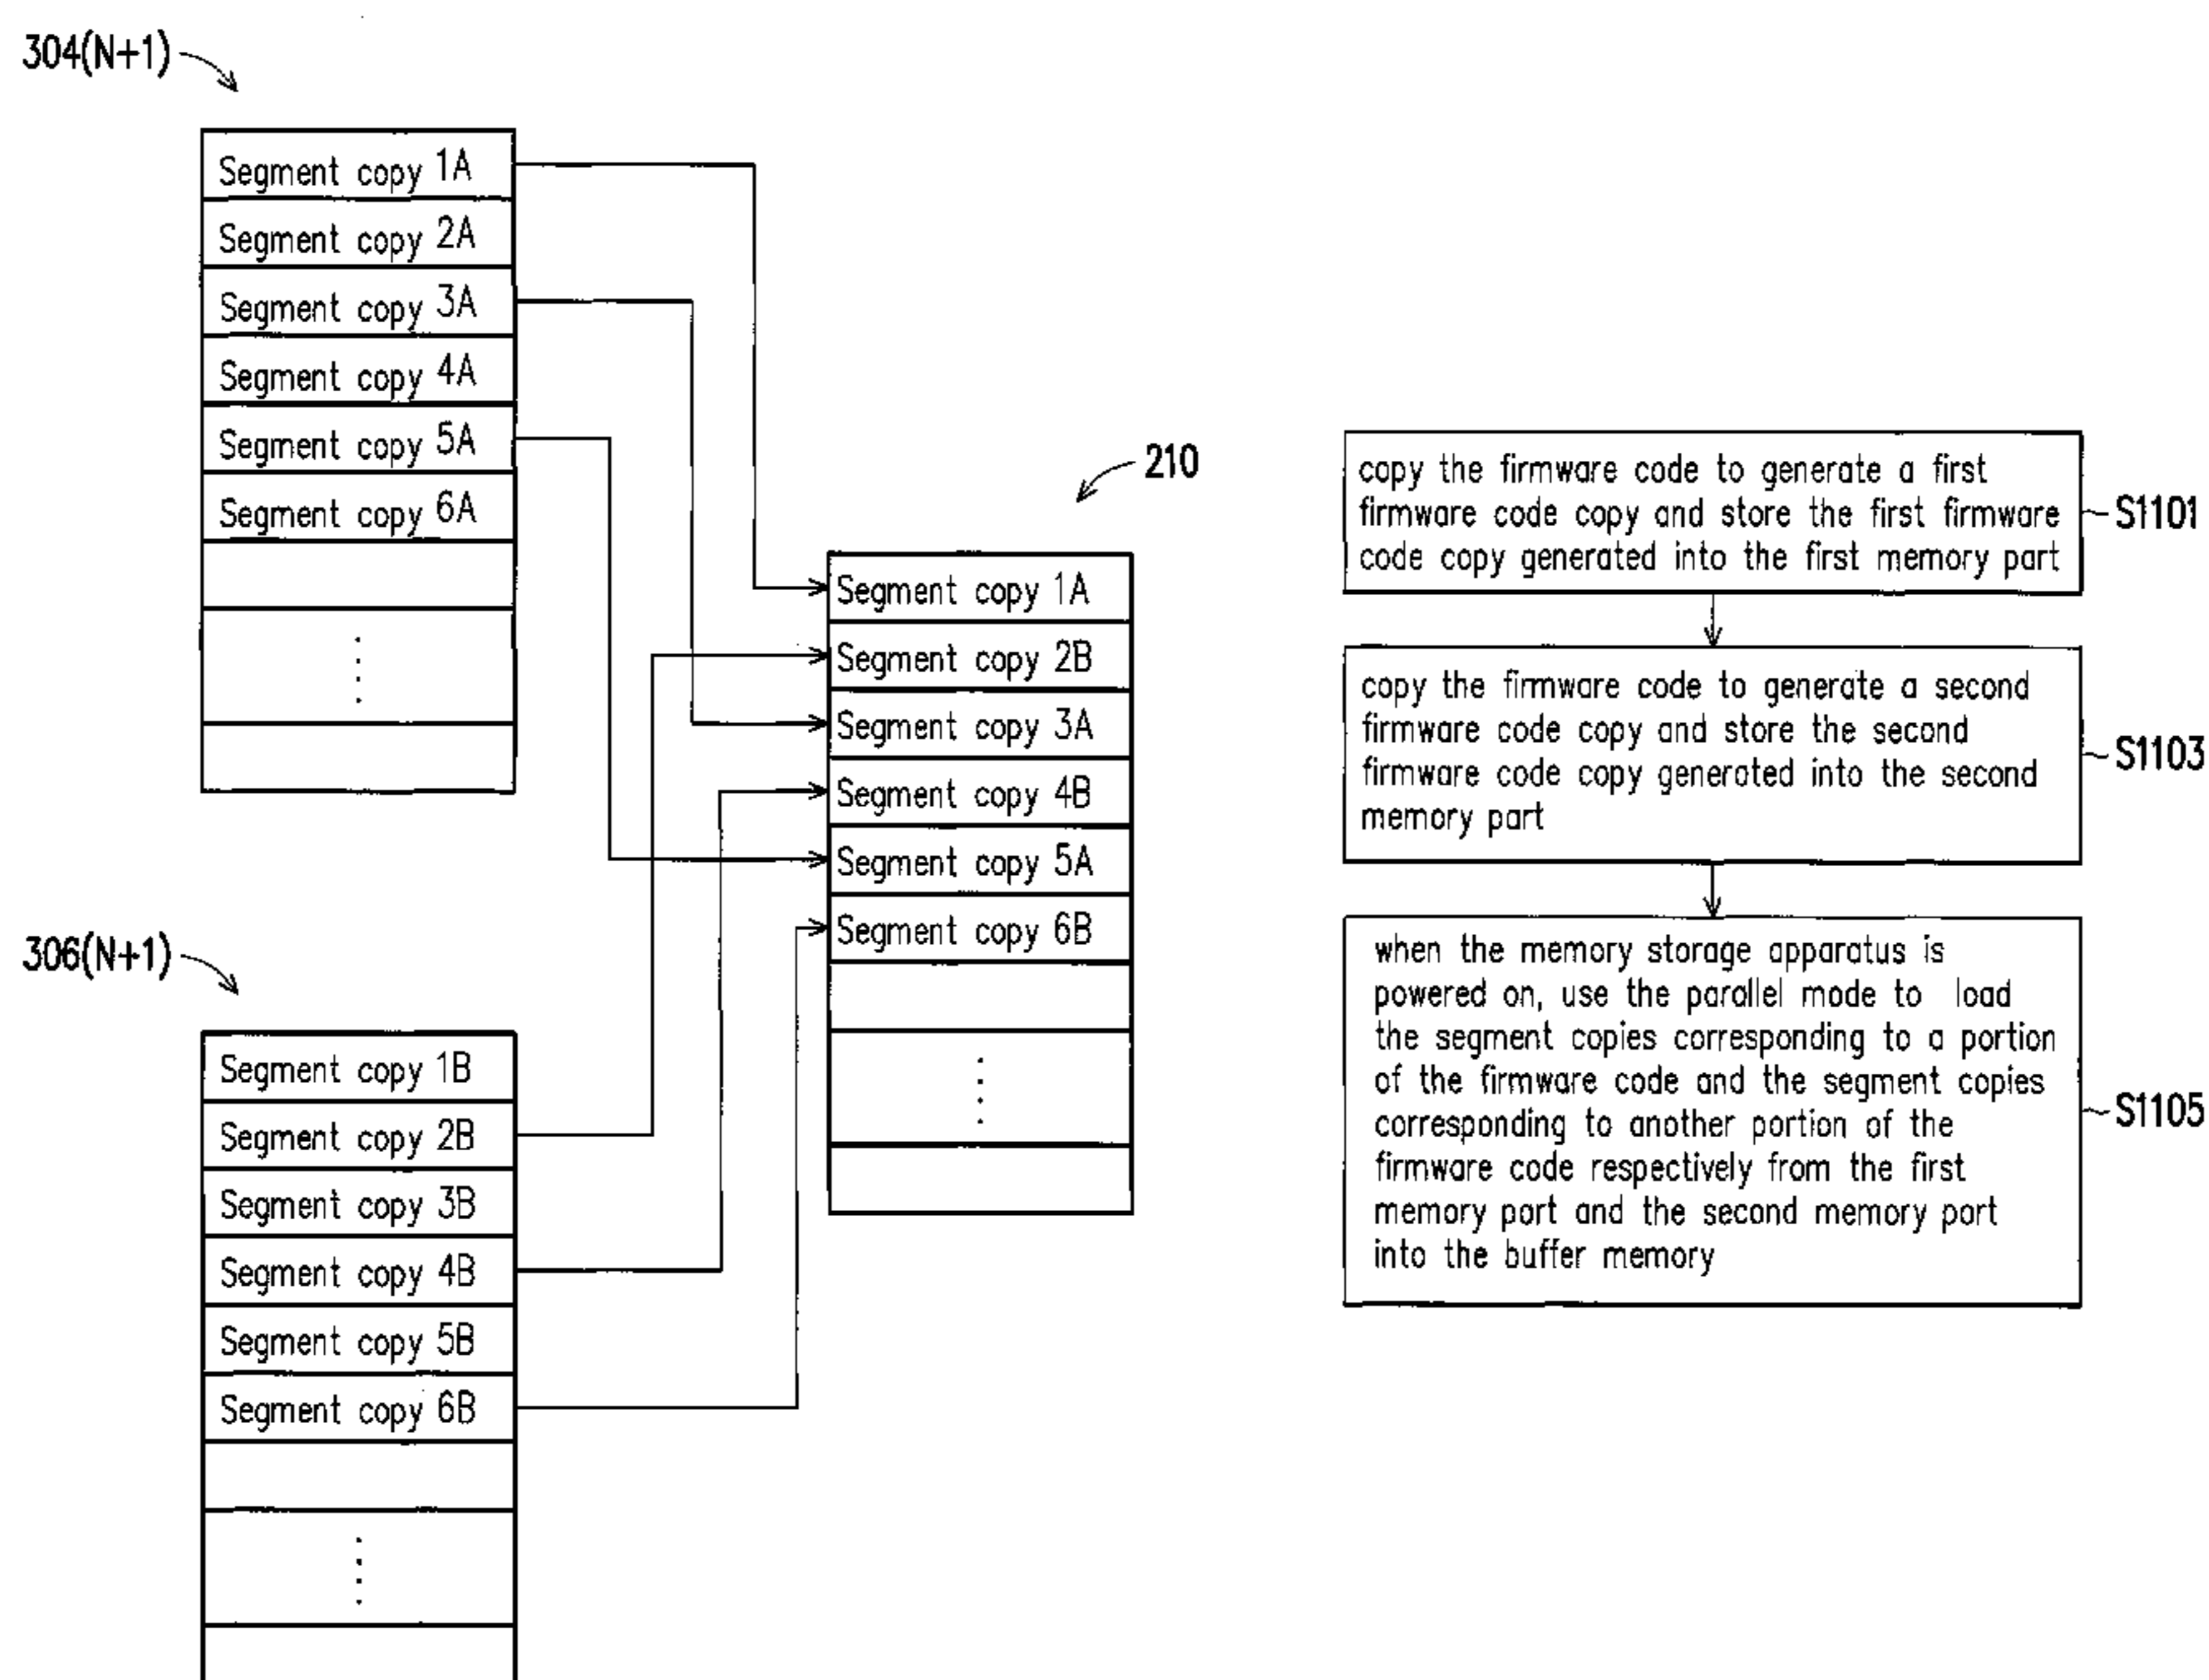 304(N+1)
Segment copy 1A
Segment copy 2A
Segment copy 3A
Segment copy 4A
Segment copy 5A
Segment copy 6A
306(N+1)
Segment copy 1B
Segment copy 2B
Segment copy 3B
Segment copy 4B
Segment copy 5B
Segment copy 6B
210
Segment copy 1A
Segment copy 2B
Segment copy 3A
Segment copy 4B
Segment copy 5A
Segment copy 6B
copy the firmware code to generate a first
firmware code copy and store the first firmware
code copy generated into the first memory part
S1101
copy the firmware code to generate a second
firmware code copy and store the second
firmware code copy generated into the second
memory part
S1103
when the memory storage apparatus is
powered on, use the parallel mode to load
the segment copies corresponding to a portion
of the firmware code and the segment copies
corresponding to another portion of the
firmware code respectively from the first
memory part and the second memory part
into the buffer memory
S1105